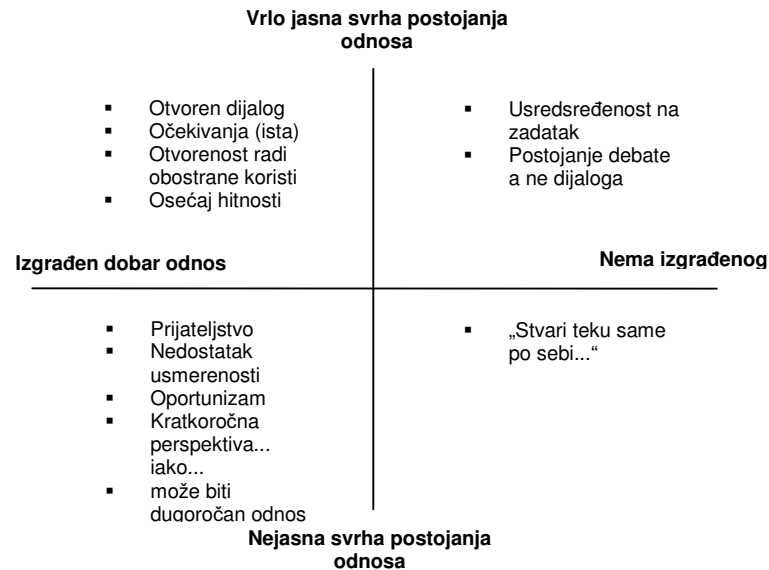 Vrlo jasna svrha postojanja
odnosa
▪ Otvoren dijalog
▪ Očekivanja (ista)
▪ Otvorenost radi
obostrane koristi
▪ Osećaj hitnosti
▪ Usredsređenost na
zadatak
▪ Postojanje debate
a ne dijaloga
Izgrađen dobar odnos
Nema izgrađenog
▪ Prijateljstvo
▪ Nedostatak
usmerenosti
▪ Oportunizam
▪ Kratkoročna
perspektiva...
iako...
▪ može biti
dugoročan odnos
▪ „Stvari teku same
po sebi...“
Nejasna svrha postojanja
odnosa